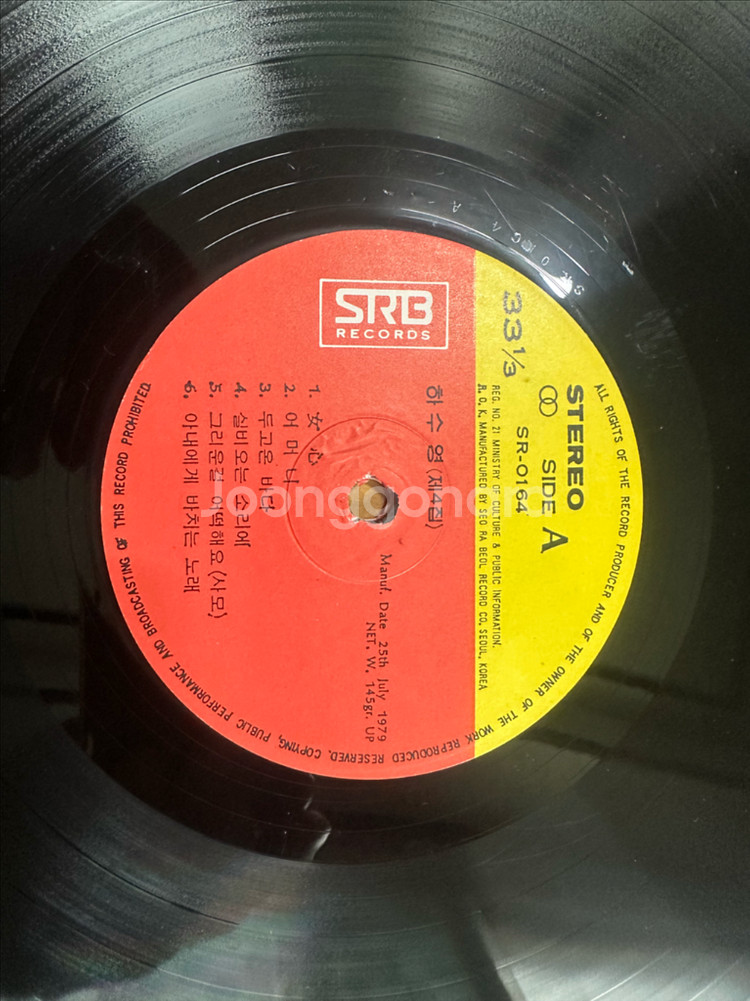 ALL RIGHTS OF THE RECORD PRODUCER AND OF THE OWNER OF THE WORK REPRODUCED RESERVED. COPYING, PUBLIC PERFORMANCE AND BROADCASTING OF THIS RECORD PROHIBITED
STEREO
SIDE A
33 1/3
SR-0164
REG. NO. 21 MINISTRY OF CULTURE & PUBLIC INFORMATION.
R.O.K. MANUFACTURED BY SEO RA BEOL RECORD CO. SEOUL, KOREA
STRB
RECORDS
하수영(제4집)
Manuf. Date 25th July 1979
NET. W. 145gr. UP
1. 女心
2. 어머니
3. 두고온 바다
4. 실비오는 소리에
5. 그리운걸 어떡해요(사모)
6. 아내에게 바치는 노래
Joongonara